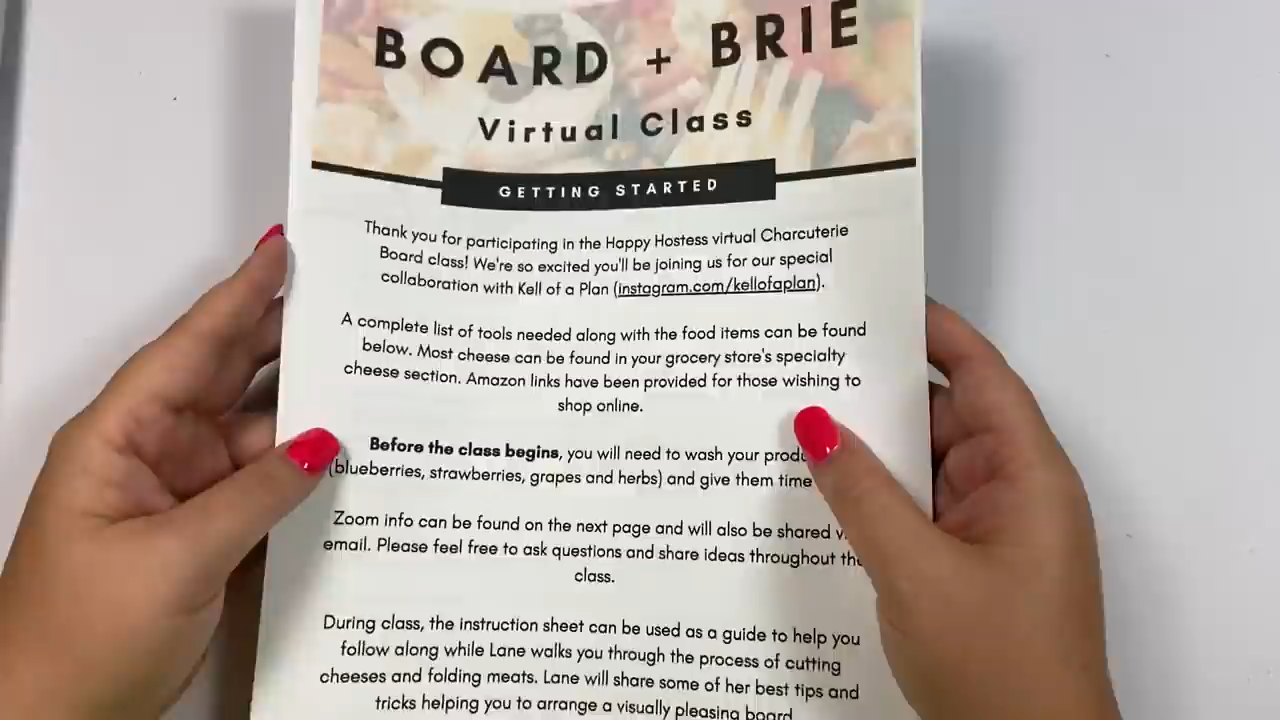 BOARD + BRIE
Virtual Class
GETTING STARTED
Thank you for participating in the Happy Hostess virtual Charcuterie
Board class! We're so excited you'll be joining us for our special
collaboration with Kell of a Plan (instagram.com/kellofaplan).
A complete list of tools needed along with the food items can be found
below. Most cheese can be found in your grocery store's specialty
cheese section. Amazon links have been provided for those wishing to
shop online.
Before the class begins, you will need to wash your
(blueberries, strawberries, grapes and herbs) and give them time
Zoom info can be found on the next page and will also be shared
email. Please feel free to ask questions and share ideas throughout the
class.
During class, the instruction sheet can be used as a guide to help you
follow along while Lane walks you through the process of cutting
cheeses and folding meats. Lane will share some of her best tips and
tricks helping you to arrange a visually pleasing board